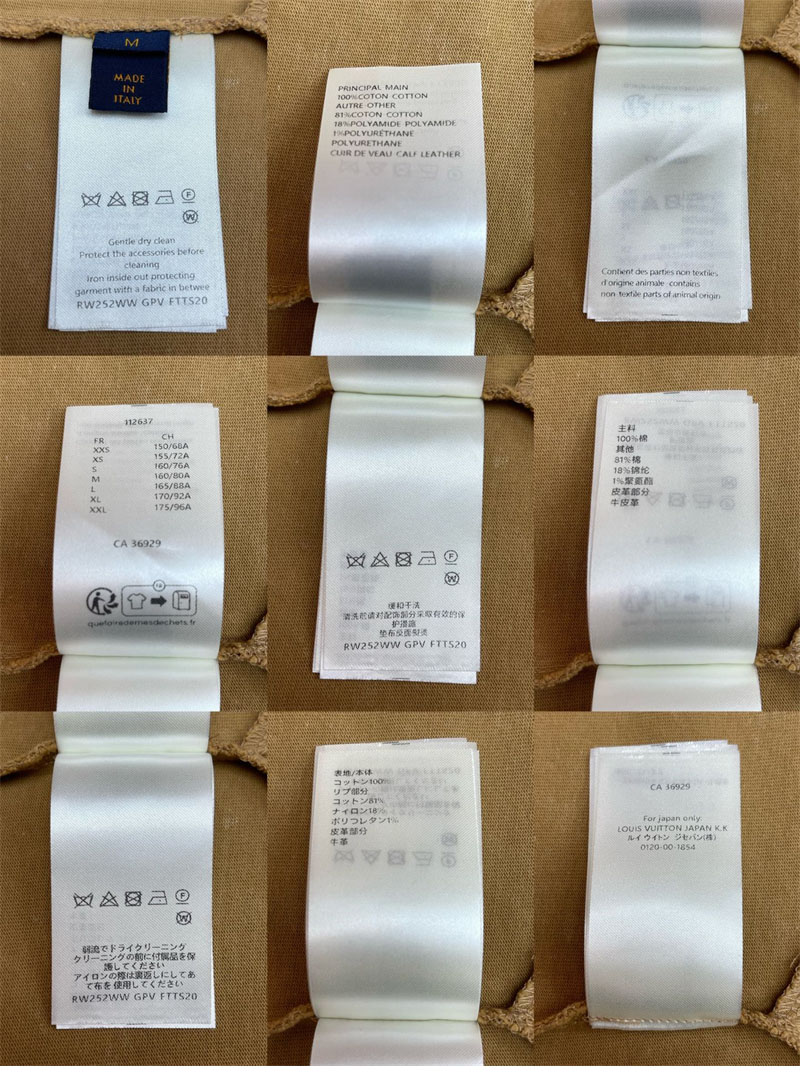 M
MADE
IN
ITALY
F
W
Gentle dry clean
Protect the accessories before
cleaning
Iron inside out protecting
garment with a fabric in betwee
RW252WW GPV FTTS20
PRINCIPAL MAIN
100%COTON COTTON
AUTRE OTHER
81%COTON COTTON
18%POLYAMIDE POLYAMIDE
1%POLYURÉTHANE
POLYURETHANE
CUIR DE VEAU CALF LEATHER
Contient des parties non textiles
d'origine animale contains
non textile parts of animal origin
112637
FR CH
XXS 150/68A
XS 155/72A
S 160/76A
M 160/80A
L 165/88A
XL 170/92A
XXL 175/96A
CA 36929
quefairedemesdechets.fr
F
W
缓和干洗
清洗芭请对配饰部分采取有效的保
护措施
垫布反面熨烫
RW252WW GPV FTTS20
主料
100%棉
其他
81%棉
18%锦纶
1%聚氨酯
皮革部分
牛皮革
F
W
弱流でドライクリーニング
クリーニングの前に付属品を保
護してください
アイロンの際は裏返しにしてあ
て布を使用してください
RW252WW GPV FTTS20
表地/本体
コットン100%
リブ部分
コットン81%
ナイロン18%
ポリウレタン1%
皮革部分
牛革
CA 36929
For japan only:
LOUIS VUITTON JAPAN K.K
ルイ ウイトン ジセパン(株)
0120-00-1854